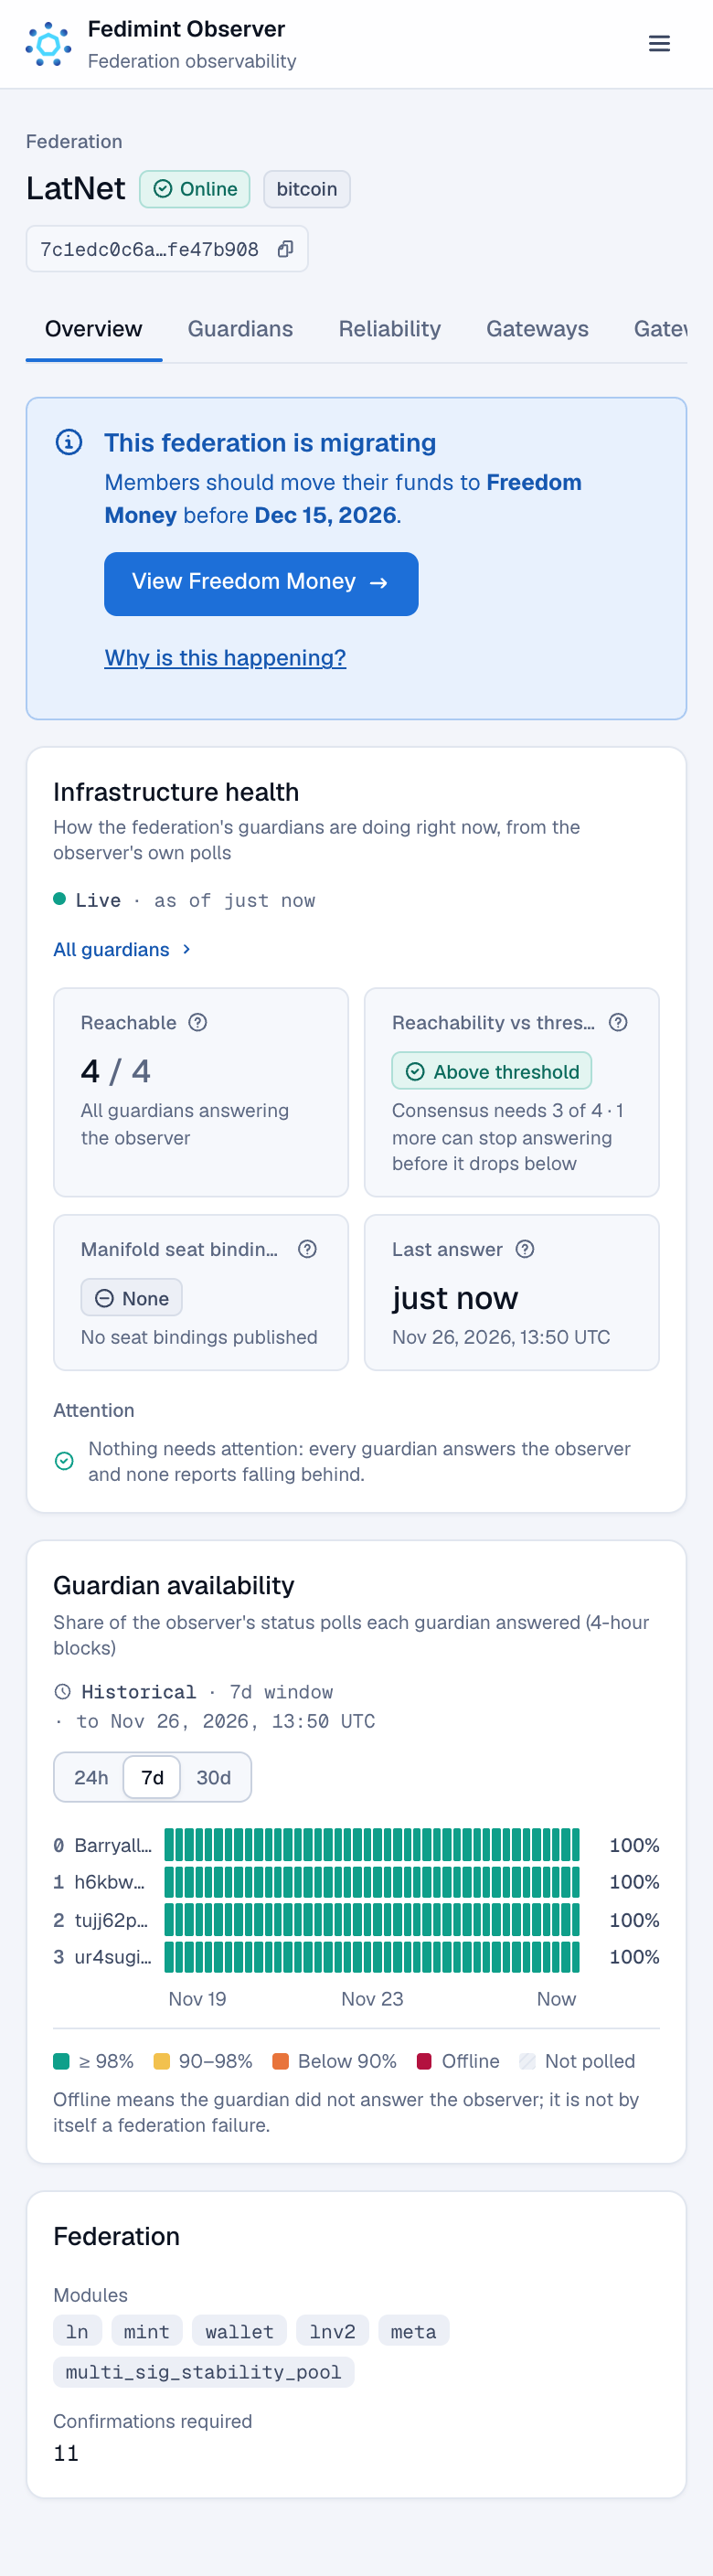 Fedimint Observer
Federation observability
Federation
LatNet
Online
bitcoin
7c1edc0c6a…fe47b908
Overview Guardians Reliability Gateways Gatew
This federation is migrating
Members should move their funds to Freedom
Money before Dec 15, 2026.
View Freedom Money →
Why is this happening?
Infrastructure health
How the federation's guardians are doing right now, from the
observer's own polls
Live · as of just now
All guardians ›
Reachable
4 / 4
All guardians answering
the observer
Reachability vs thres…
Above threshold
Consensus needs 3 of 4 · 1
more can stop answering
before it drops below
Manifold seat bindin…
None
No seat bindings published
Last answer
just now
Nov 26, 2026, 13:50 UTC
Attention
Nothing needs attention: every guardian answers the observer
and none reports falling behind.
Guardian availability
Share of the observer's status polls each guardian answered (4-hour
blocks)
Historical · 7d window
· to Nov 26, 2026, 13:50 UTC
24h 7d 30d
0 Barryall… 100%
1 h6kbw… 100%
2 tujj62p… 100%
3 ur4sugi… 100%
Nov 19 Nov 23 Now
≥ 98% 90–98% Below 90% Offline Not polled
Offline means the guardian did not answer the observer; it is not by
itself a federation failure.
Federation
Modules
ln mint wallet lnv2 meta
multi_sig_stability_pool
Confirmations required
11